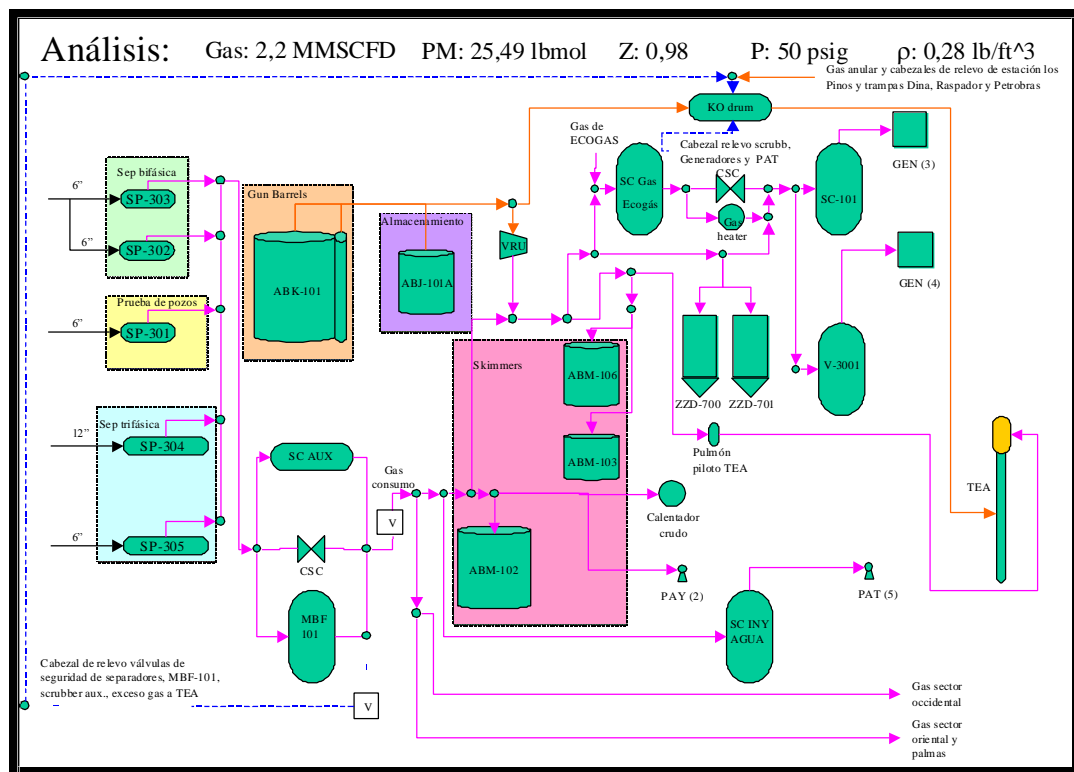 Análisis:
Gas: 2,2 MMSCFD
PM: 25,49 lbmol
Z: 0,98
P: 50 psig
ρ: 0,28 lb/ft^3
Gas anular y cabezales de relevo de estación los
Pinos y trampas Dina, Raspador y Petrobras
KO drum
Gas de
ECOGAS
Cabezal relevo scrubb,
Generadores y PAT
CSC
GEN (3)
Sep bifásica
6”
SP-303
6”
SP-302
Gun Barrels
ABK-101
Almacenamiento
ABJ-101A
VRU
SC Gas
Ecogás
Gas
heater
SC-101
GEN (4)
Prueba de pozos
6”
SP-301
Skimmers
ABM-106
ZZD-700
ZZD-701
V-3001
Sep trifásica
12”
SP-304
SC AUX
Gas
consumo
V
ABM-103
Pulmón
piloto TEA
TEA
Calentador
crudo
6”
SP-305
CSC
ABM-102
PAY (2)
PAT (5)
MBF
101
SC INY
AGUA
Cabezal de relevo válvulas de
seguridad de separadores, MBF-101,
scrubber aux., exceso gas a TEA
V
Gas sector
occidental
Gas sector
oriental y
palmas